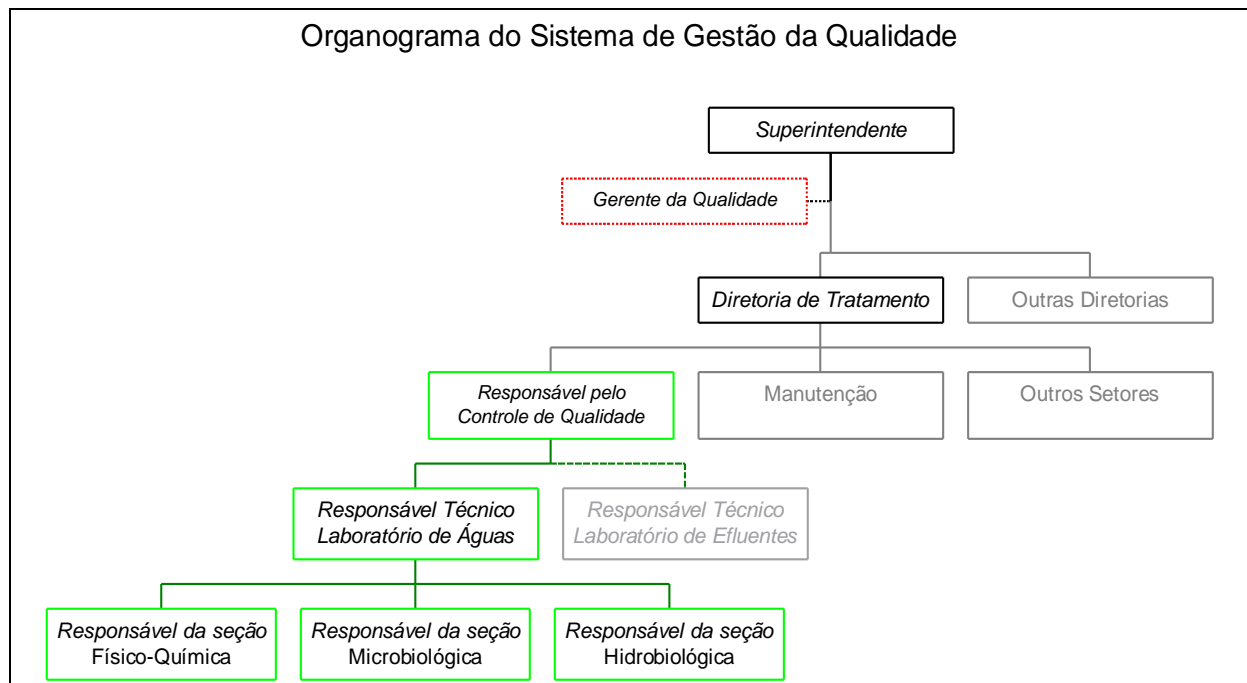 Organograma do Sistema de Gestão da Qualidade
Superintendente
Gerente da Qualidade
Diretoria de Tratamento
Outras Diretorias
Responsável pelo
Controle de Qualidade
Manutenção
Outros Setores
Responsável Técnico
Laboratório de Águas
Responsável Técnico
Laboratório de Efluentes
Responsável da seção
Físico-Química
Responsável da seção
Microbiológica
Responsável da seção
Hidrobiológica